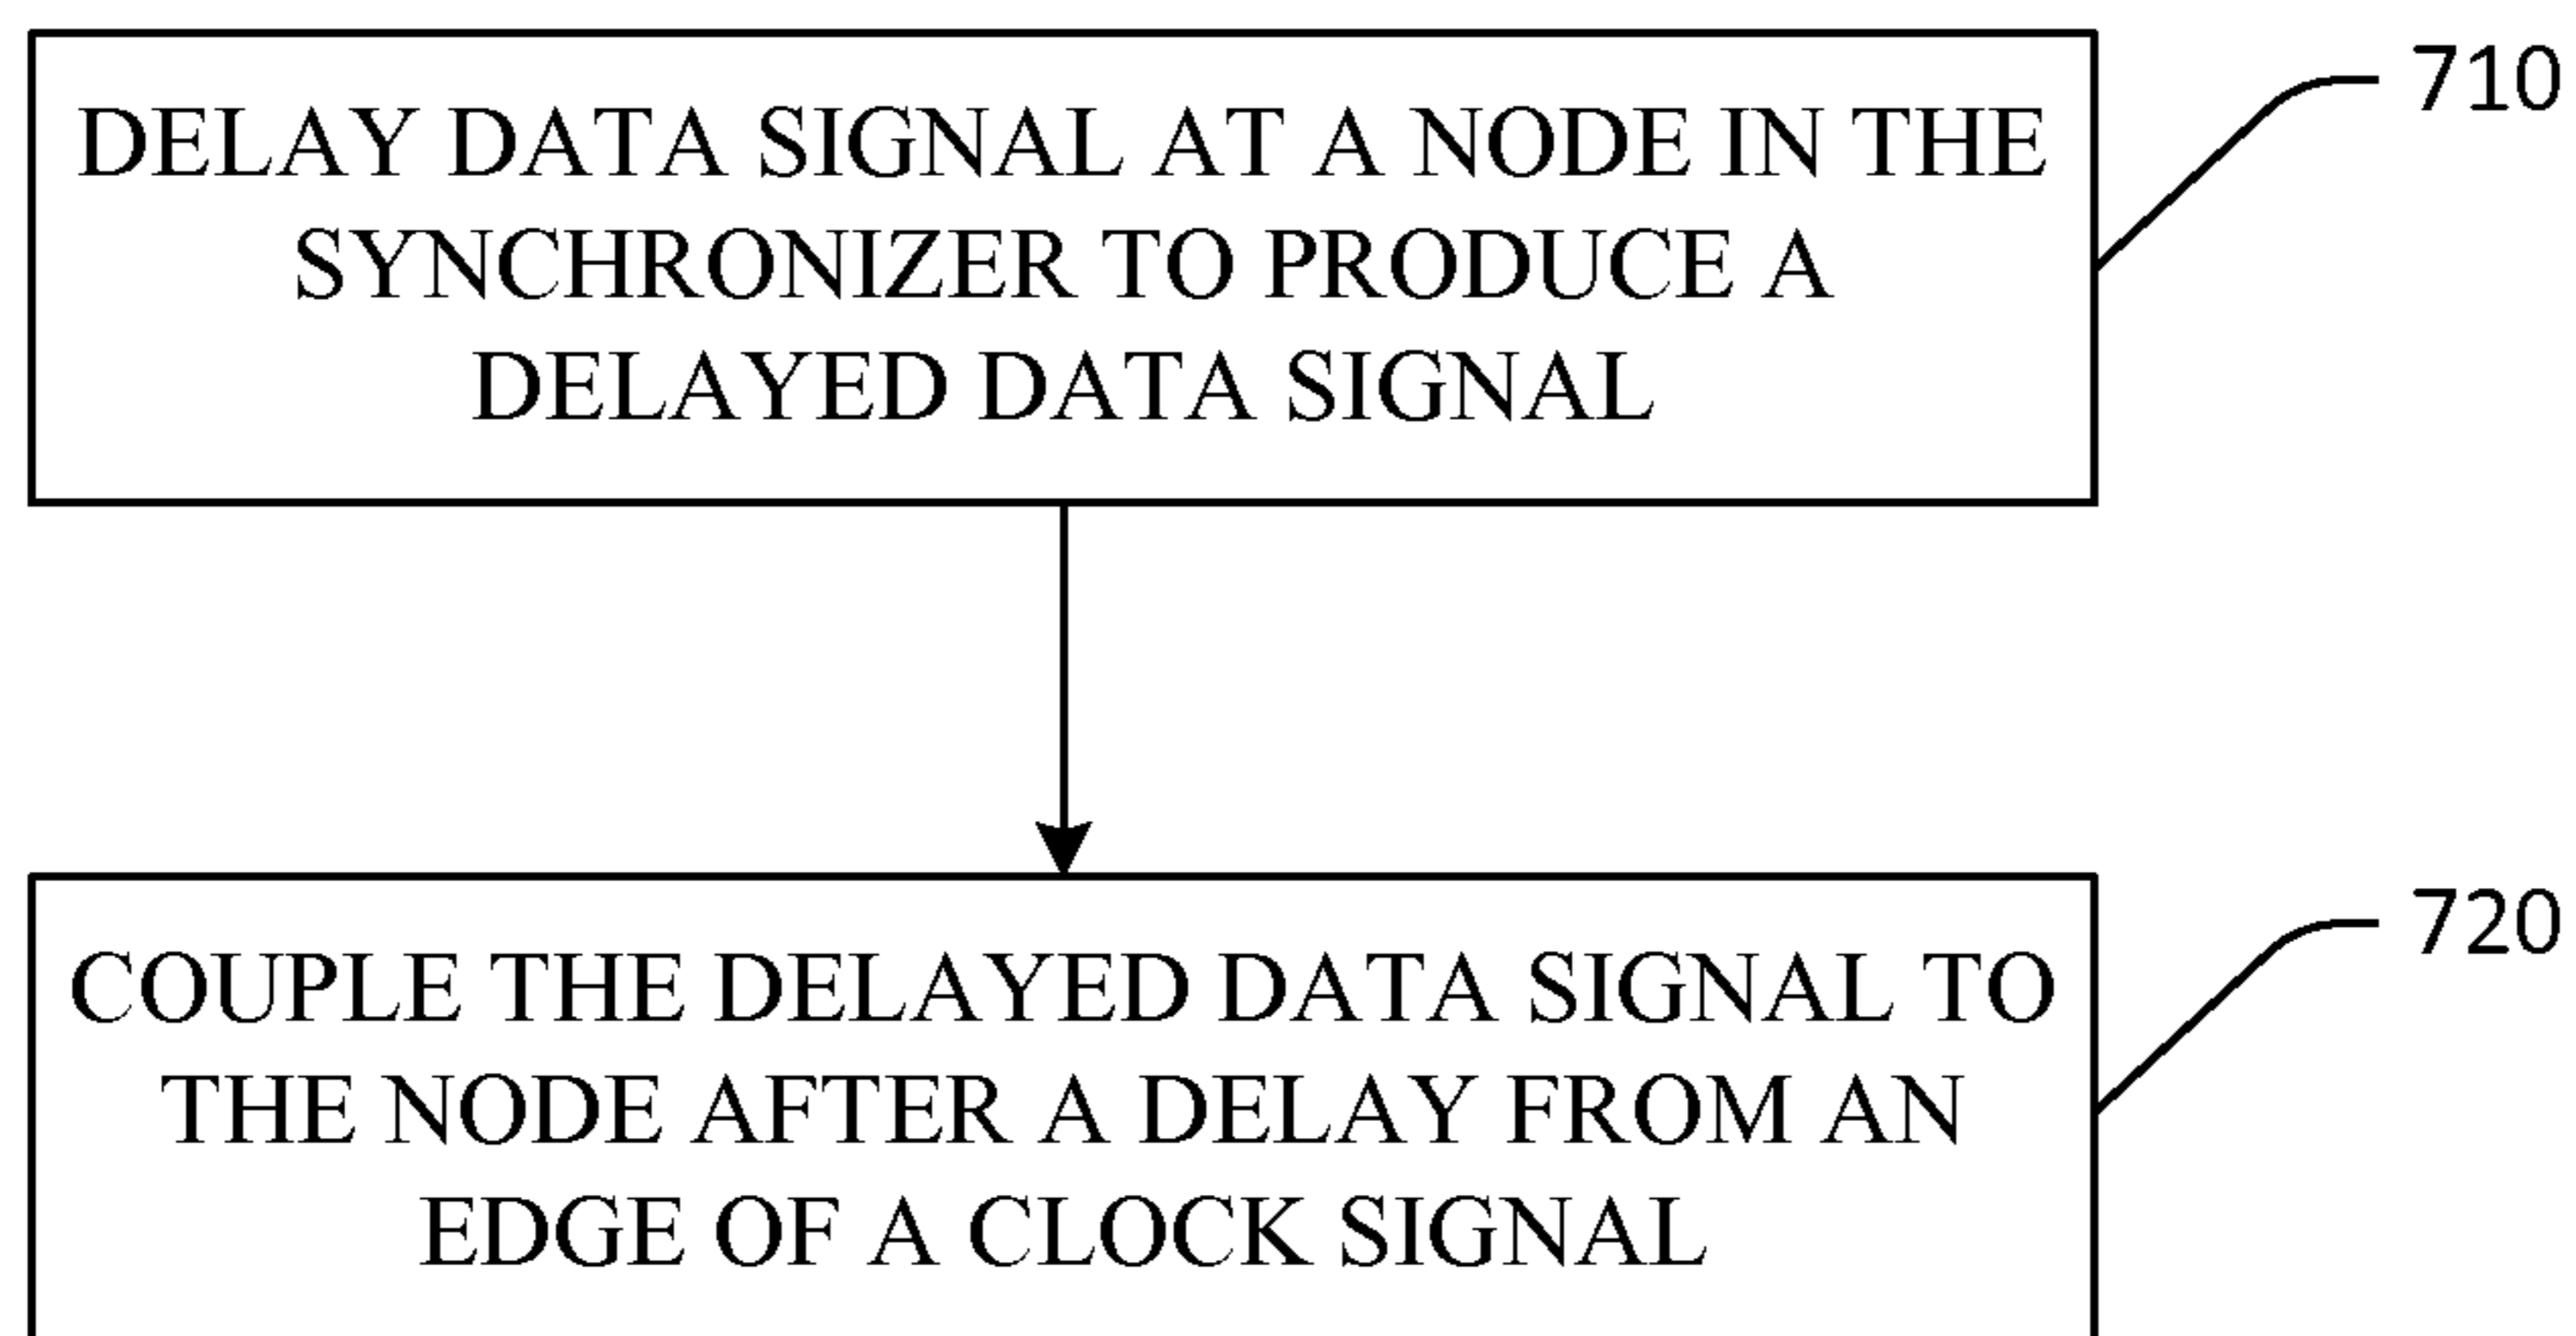 DELAY DATA SIGNAL AT A NODE IN THE
SYNCHRONIZER TO PRODUCE A
DELAYED DATA SIGNAL
710
COUPLE THE DELAYED DATA SIGNAL TO
THE NODE AFTER A DELAY FROM AN
EDGE OF A CLOCK SIGNAL
720